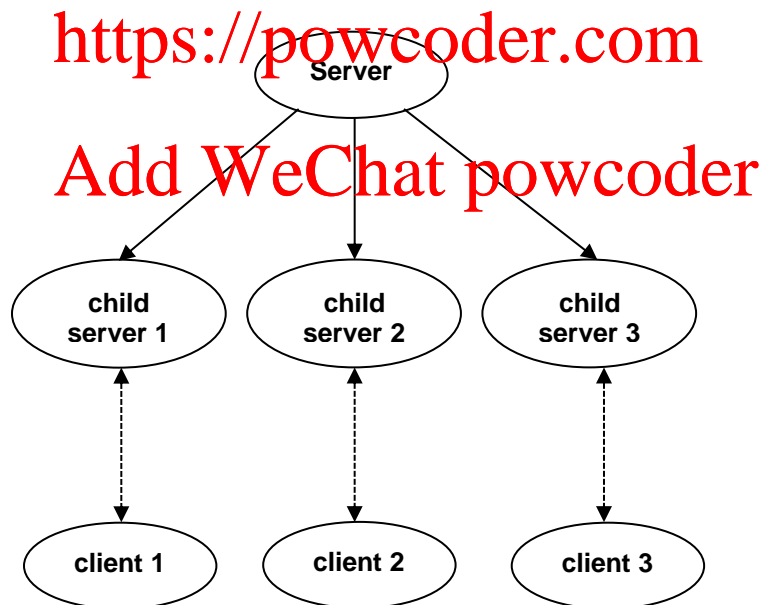 https://powcoder.com
Server
Add WeChat powcoder
child
server 1
child
server 2
child
server 3
client 1
client 2
client 3